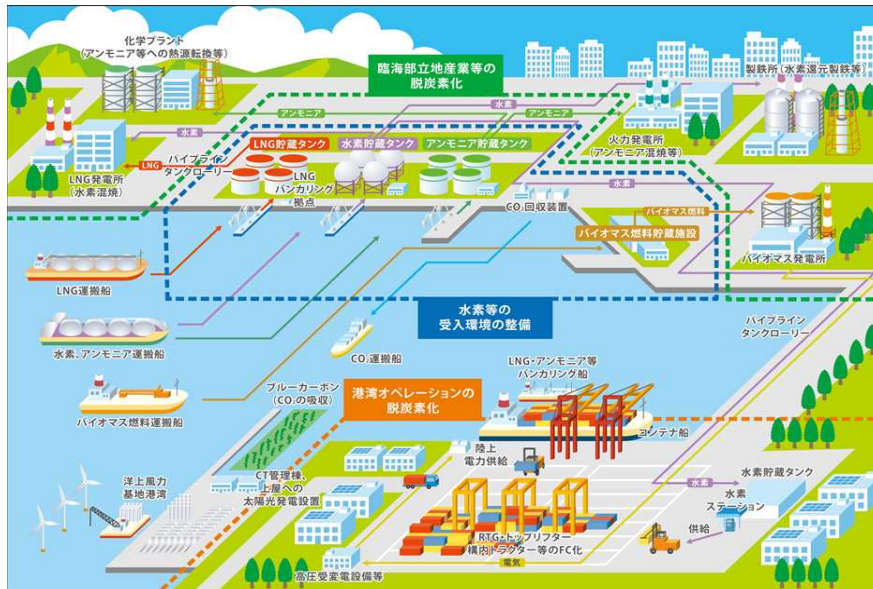 化学プラント
(アンモニア等への熱源転換等)
臨海部立地産業等の
脱炭素化
製鉄所(水素還元製鉄等)
アンモニア
水素
アンモニア
水素
LNG貯蔵タンク
水素貯蔵タンク
アンモニア貯蔵タンク
火力発電所
(アンモニア混焼等)
LNG
パイプライン
タンクローリー
LNG発電所
(水素混焼)
LNG
バンカリング
拠点
水素
CO₂回収装置
バイオマス燃料
バイオマス燃料貯蔵施設
バイオマス発電所
LNG運搬船
水素等の
受入環境の整備
パイプライン
タンクローリー
水素、アンモニア運搬船
CO₂運搬船
LNG・アンモニア等
バンカリング船
ブルーカーボン
(CO₂の吸収)
港湾オペレーションの
脱炭素化
バイオマス燃料運搬船
コンテナ船
陸上
電力供給
洋上風力
基地港湾
CT管理棟、
上屋への
太陽光発電設置
水素
水素貯蔵タンク
水素
ステーション
供給
RTG・トップリフター
構内トラクター等のFC化
電気
高圧受変電設備等